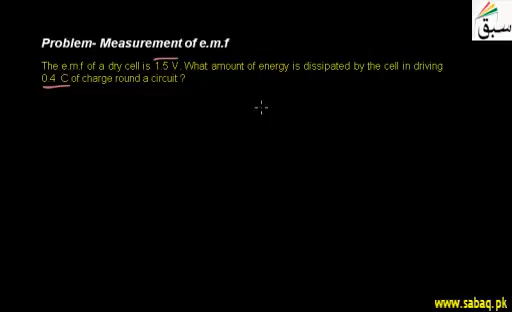 سبق
Problem- Measurement of e.m.f
The e.m.f of a dry cell is 1.5 V. What amount of energy is dissipated by the cell in driving
0.4 C of charge round a circuit ?
www.sabaq.pk